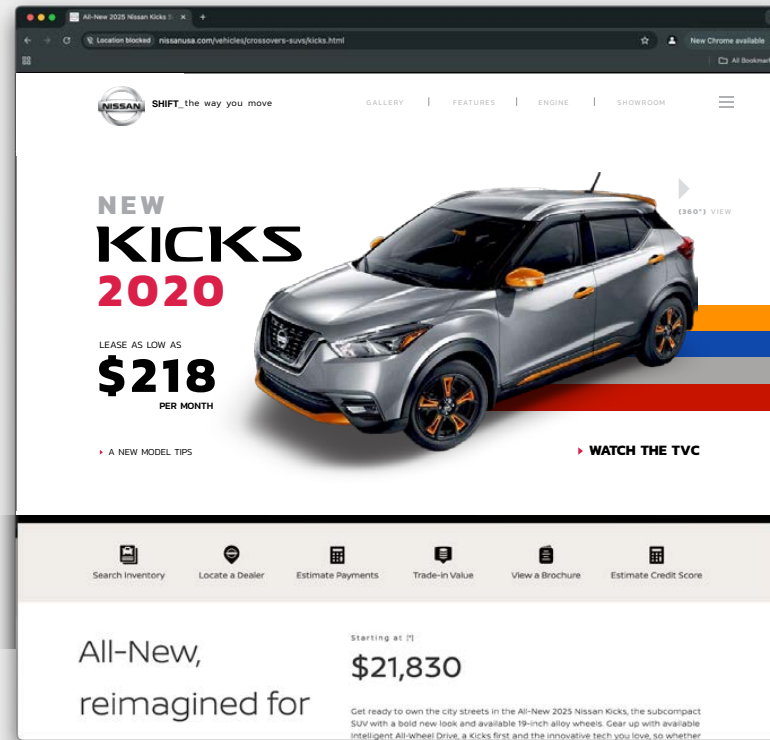 All-New 2025 Nissan Kicks S
Location blocked nissanusa.com/vehicles/crossovers-suvs/kicks.html
New Chrome available
All Bookmar
NISSAN
SHIFT_the way you move
GALLERY | FEATURES | ENGINE | SHOWROOM
(360°) VIEW
NEW
KICKS
2020
LEASE AS LOW AS
$218
PER MONTH
A NEW MODEL TIPS
WATCH THE TVC
Search Inventory
Locate a Dealer
Estimate Payments
Trade-in Value
View a Brochure
Estimate Credit Score
All-New,
reimagined for
Starting at [*]
$21,830
Get ready to own the city streets in the All-New 2025 Nissan Kicks, the subcompact
SUV with a bold new look and available 19-inch alloy wheels. Gear up with available
Intelligent All-Wheel Drive, a Kicks first and the innovative tech you love, so whether